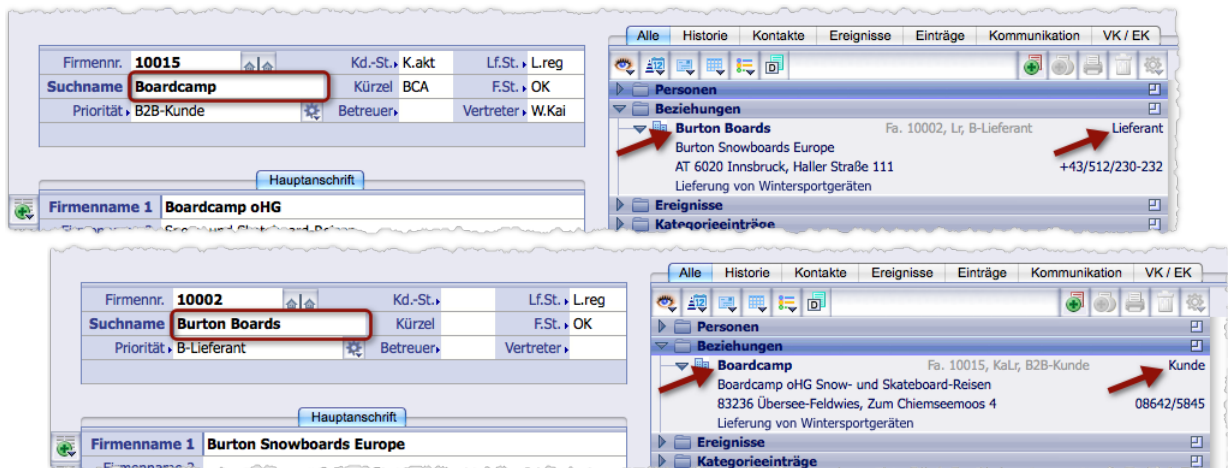 Alle Historie Kontakte Ereignisse Einträge Kommunikation VK / EK
Firmennr. 10015 Kd.-St. K.akt Lf.St. L.reg
Suchname Boardcamp Kürzel BCA F.St. OK
Priorität B2B-Kunde Betreuer Vertreter W.Kai
D
Personen
Beziehungen
Burton Boards Fa. 10002, Lr, B-Lieferant Lieferant
Burton Snowboards Europe
AT 6020 Innsbruck, Haller Straße 111 +43/512/230-232
Lieferung von Wintersportgeräten
Ereignisse
Kategorieeinträge
Hauptanschrift
Firmenname 1 Boardcamp oHG
Alle Historie Kontakte Ereignisse Einträge Kommunikation VK / EK
Firmennr. 10002 Kd.-St. Lf.St. L.reg
Suchname Burton Boards Kürzel F.St. OK
Priorität B-Lieferant Betreuer Vertreter
D
Personen
Beziehungen
Boardcamp Fa. 10015, KaLr, B2B-Kunde Kunde
Boardcamp oHG Snow- und Skateboard-Reisen
83236 Übersee-Feldwies, Zum Chiemseemoos 4 08642/5845
Lieferung von Wintersportgeräten
Ereignisse
Kategorieeinträge
Hauptanschrift
Firmenname 1 Burton Snowboards Europe